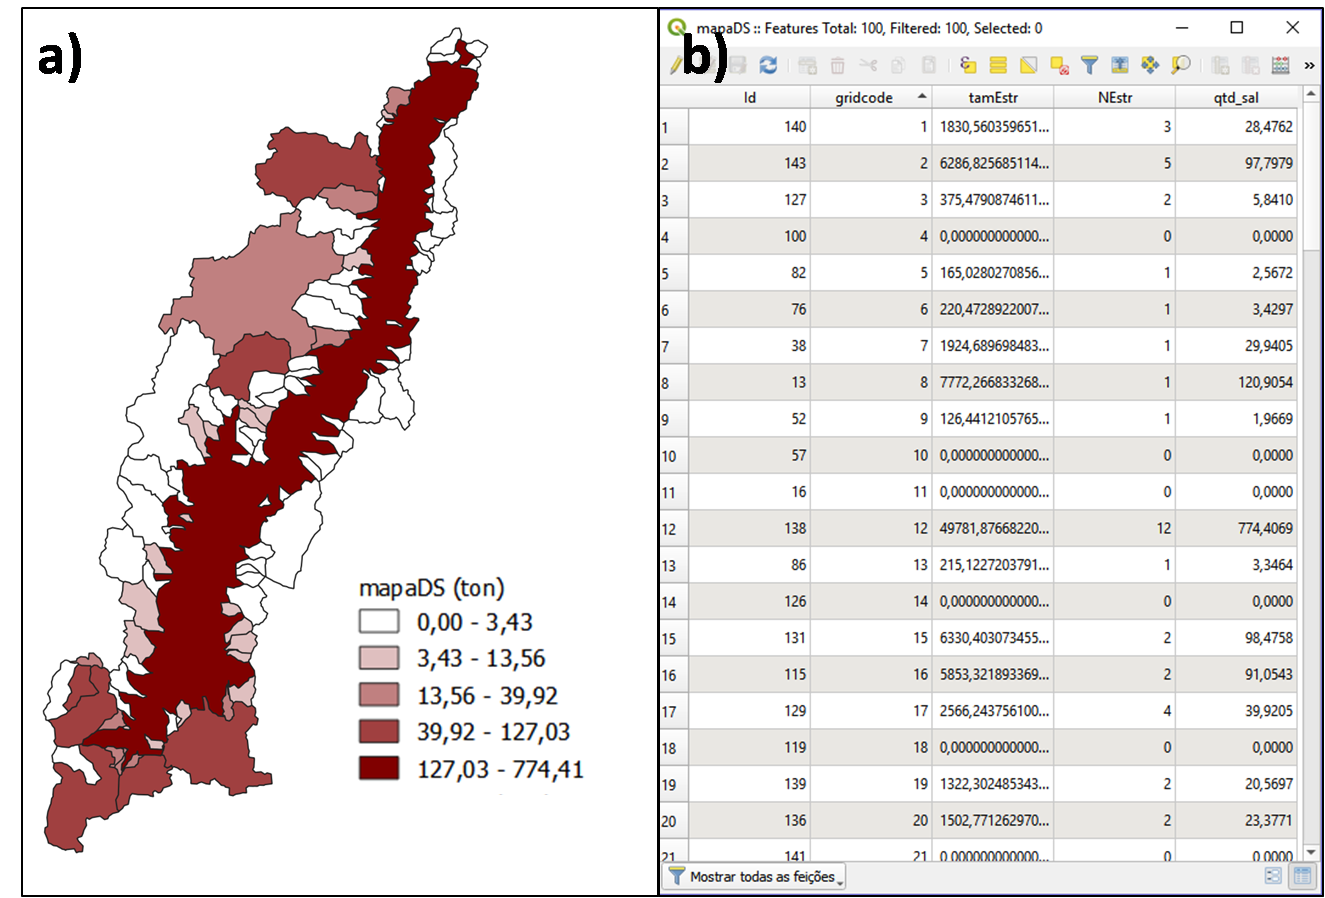 a)
mapaDS (ton)
0,00 - 3,43
3,43 - 13,56
13,56 - 39,92
39,92 - 127,03
127,03 - 774,41
b)
mapaDS :: Features Total: 100, Filtered: 100, Selected: 0
»
Id gridcode tamEstr NEstr qtd_sal
1 140 1 1830,560359651... 3 28,4762
2 143 2 6286,825685114... 5 97,7979
3 127 3 375,4790874611... 2 5,8410
4 100 4 0,000000000000... 0 0,0000
5 82 5 165,0280270856... 1 2,5672
6 76 6 220,4728922007... 1 3,4297
7 38 7 1924,689698483... 1 29,9405
8 13 8 7772,266833268... 1 120,9054
9 52 9 126,4412105765... 1 1,9669
10 57 10 0,000000000000... 0 0,0000
11 16 11 0,000000000000... 0 0,0000
12 138 12 49781,87668220... 12 774,4069
13 86 13 215,1227203791... 1 3,3464
14 126 14 0,000000000000... 0 0,0000
15 131 15 6330,403073455... 2 98,4758
16 115 16 5853,321893369... 2 91,0543
17 129 17 2566,243756100... 4 39,9205
18 119 18 0,000000000000... 0 0,0000
19 139 19 1322,302485343... 2 20,5697
20 136 20 1502,771262970... 2 23,3771
21 141 21 0,000000000000... 0 0,0000
Mostrar todas as feições